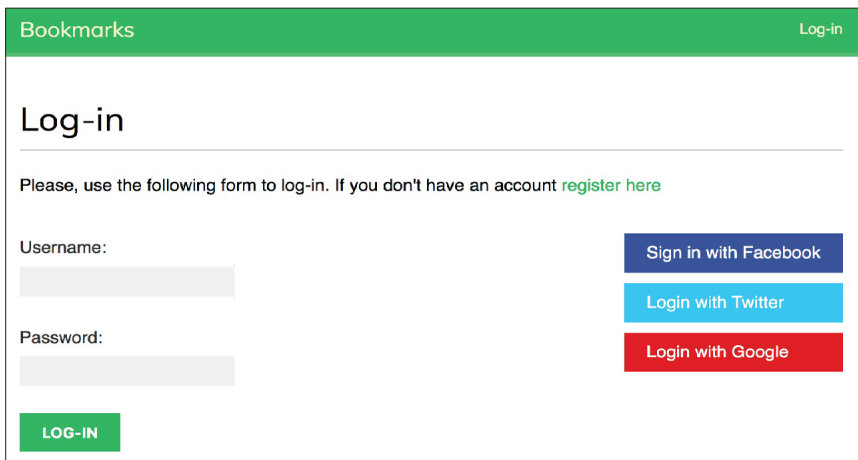 Bookmarks
Log-in
Log-in
Please, use the following form to log-in. If you don't have an account register here
Username:
Password:
LOG-IN
Sign in with Facebook
Login with Twitter
Login with Google